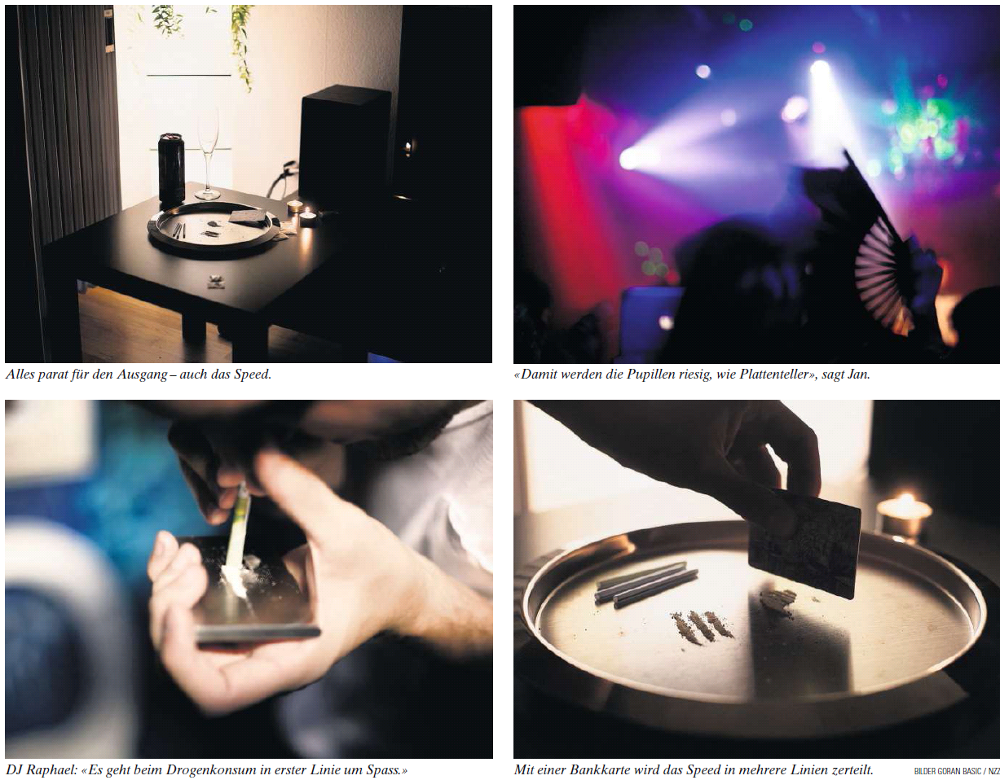 Alles parat für den Ausgang – auch das Speed.
«Damit werden die Pupillen riesig, wie Plattenteller», sagt Jan.
DJ Raphael: «Es geht beim Drogenkonsum in erster Linie um Spass.»
Mit einer Bankkarte wird das Speed in mehrere Linien zerteilt.
BILDER GORAN BASIC / NZZ